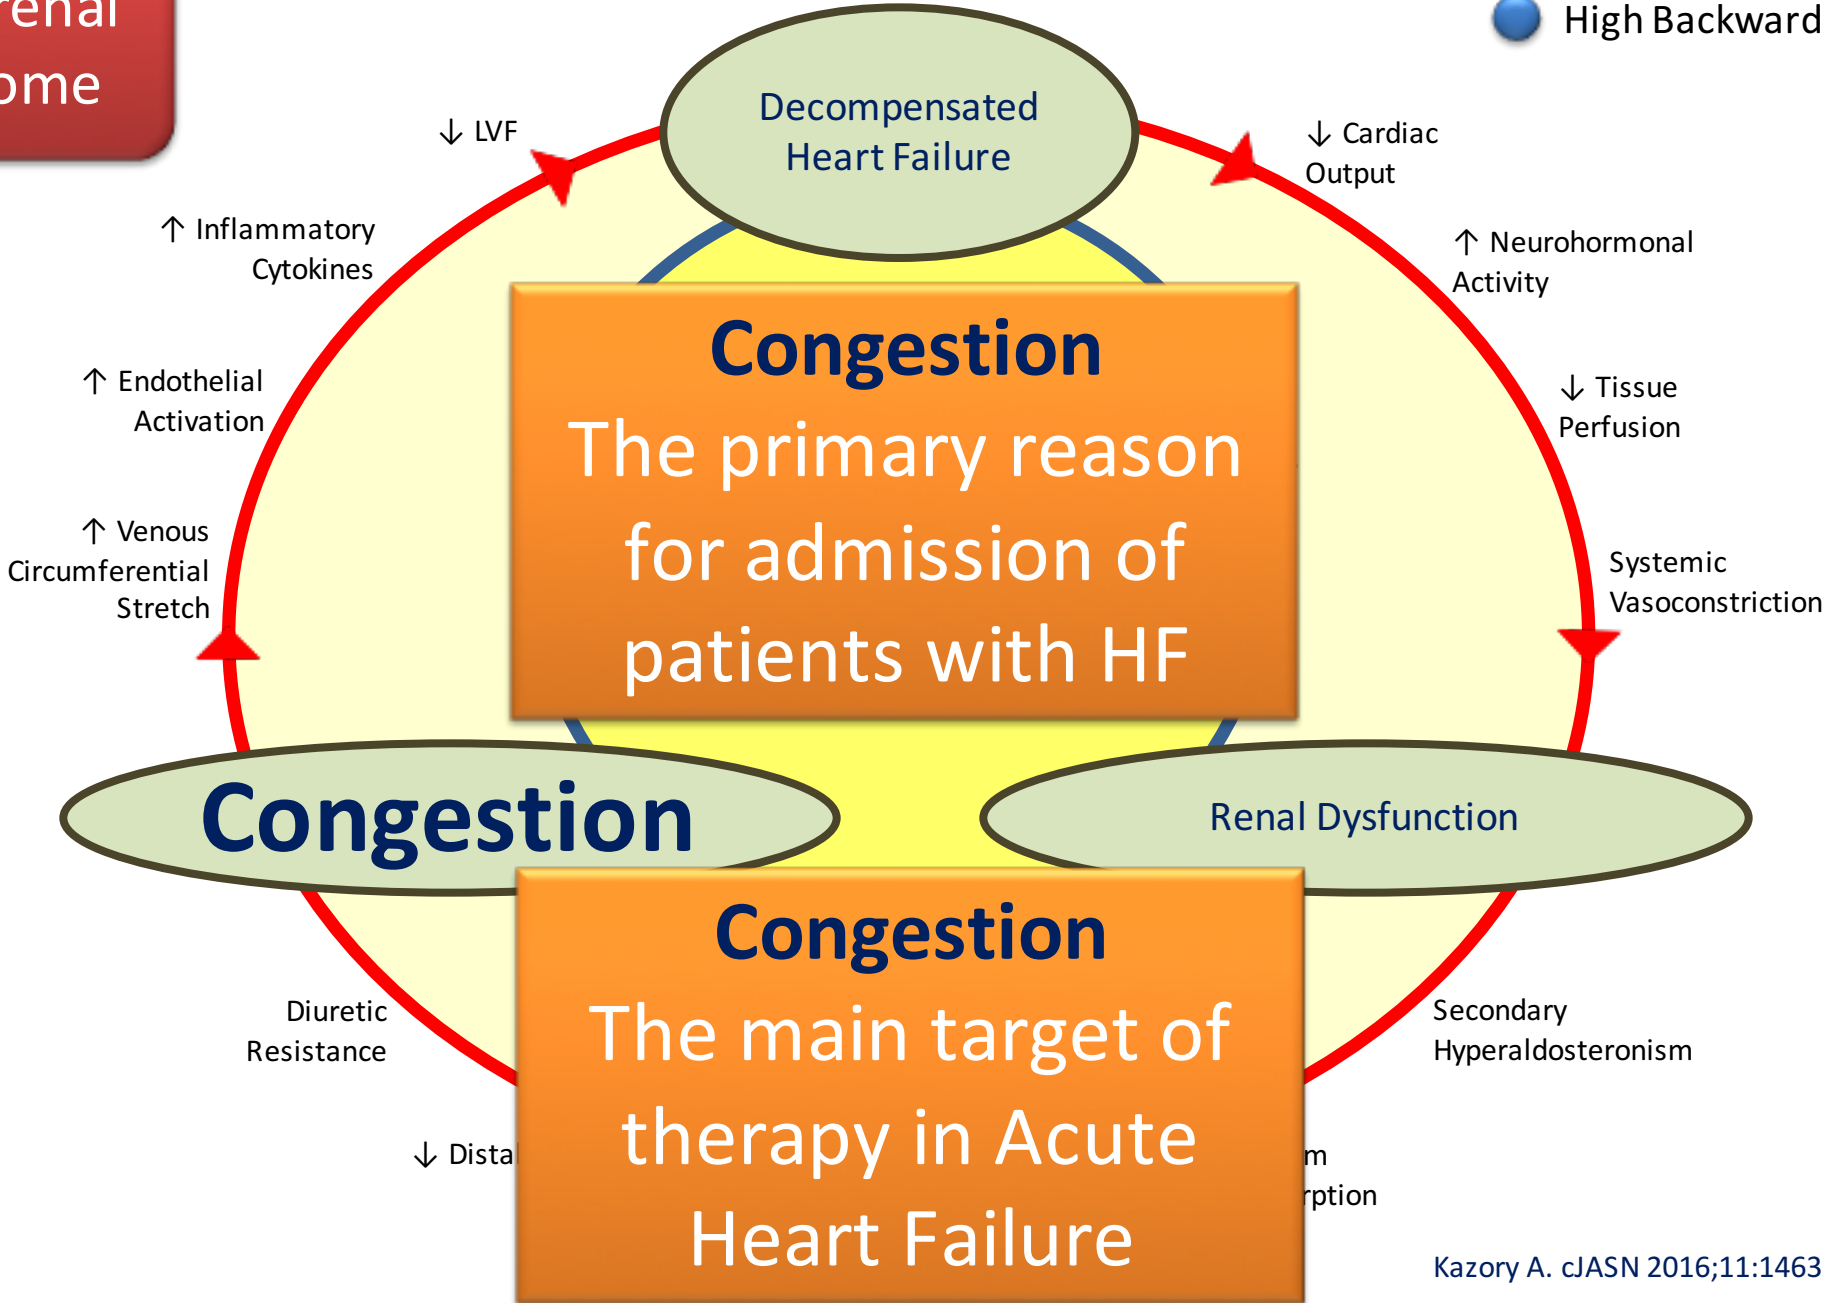 renal
ome
High Backward
Decompensated
Heart Failure
↓ LVF
↓ Cardiac
Output
↑ Inflammatory
Cytokines
↑ Neurohormonal
Activity
Congestion
The primary reason
for admission of
patients with HF
↑ Endothelial
Activation
↓ Tissue
Perfusion
↑ Venous
Circumferential
Stretch
Systemic
Vasoconstriction
Congestion
Renal Dysfunction
Congestion
The main target of
therapy in Acute
Heart Failure
Diuretic
Resistance
Secondary
Hyperaldosteronism
↓ Distal
m
rption
Kazory A. cJASN 2016;11:1463